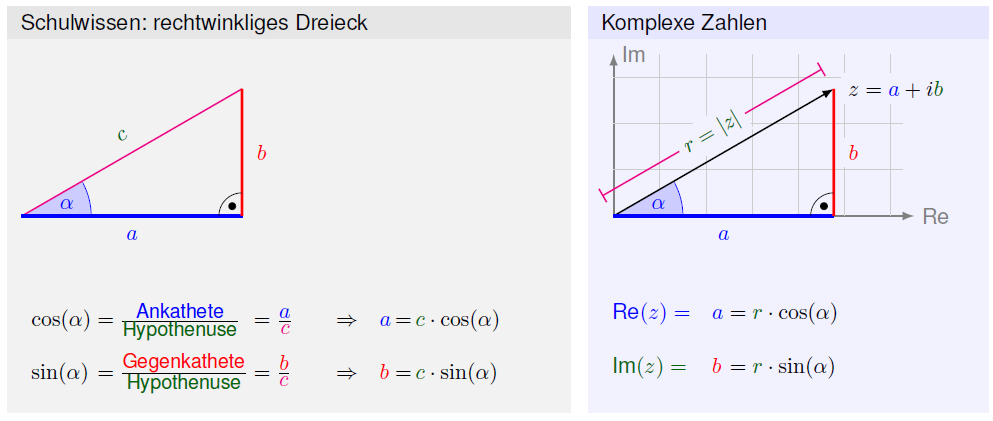 Schulwissen: rechtwinkliges Dreieck
c
b
α
a
cos(α) = Ankathete / Hypothenuse = a / c ⇒ a = c · cos(α)
sin(α) = Gegenkathete / Hypothenuse = b / c ⇒ b = c · sin(α)
Komplexe Zahlen
Im
z = a + ib
r = |z|
b
α
Re
a
Re(z) = a = r · cos(α)
Im(z) = b = r · sin(α)